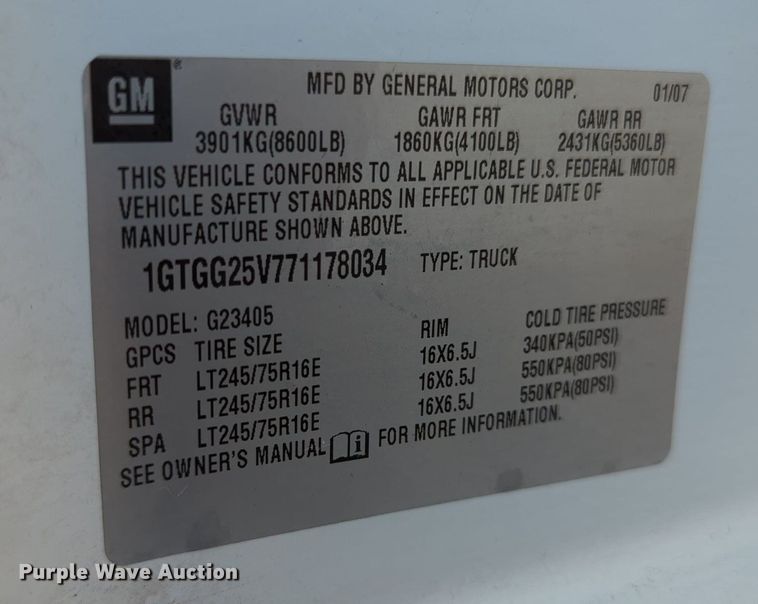 GM®
MFD BY GENERAL MOTORS CORP. 01/07
GVWR GAWR FRT GAWR RR
3901KG(8600LB) 1860KG(4100LB) 2431KG(5360LB)
THIS VEHICLE CONFORMS TO ALL APPLICABLE U.S. FEDERAL MOTOR
VEHICLE SAFETY STANDARDS IN EFFECT ON THE DATE OF
MANUFACTURE SHOWN ABOVE.
1GTGG25V771178034 TYPE: TRUCK
MODEL: G23405
GPCS TIRE SIZE RIM COLD TIRE PRESSURE
FRT LT245/75R16E 16X6.5J 340KPA(50PSI)
RR LT245/75R16E 16X6.5J 550KPA(80PSI)
SPA LT245/75R16E 16X6.5J 550KPA(80PSI)
SEE OWNER'S MANUAL i FOR MORE INFORMATION.
Purple Wave Auction